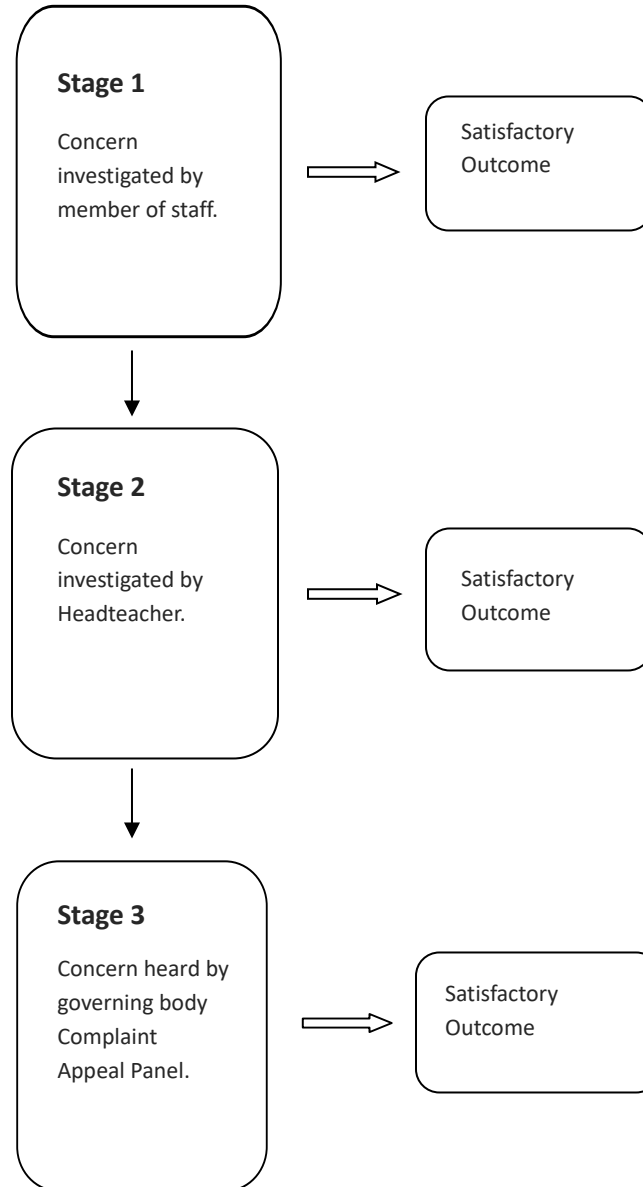 Stage 1
Concern
investigated by
member of staff.
Satisfactory
Outcome
Stage 2
Concern
investigated by
Headteacher.
Satisfactory
Outcome
Stage 3
Concern heard by
governing body
Complaint
Appeal Panel.
Satisfactory
Outcome